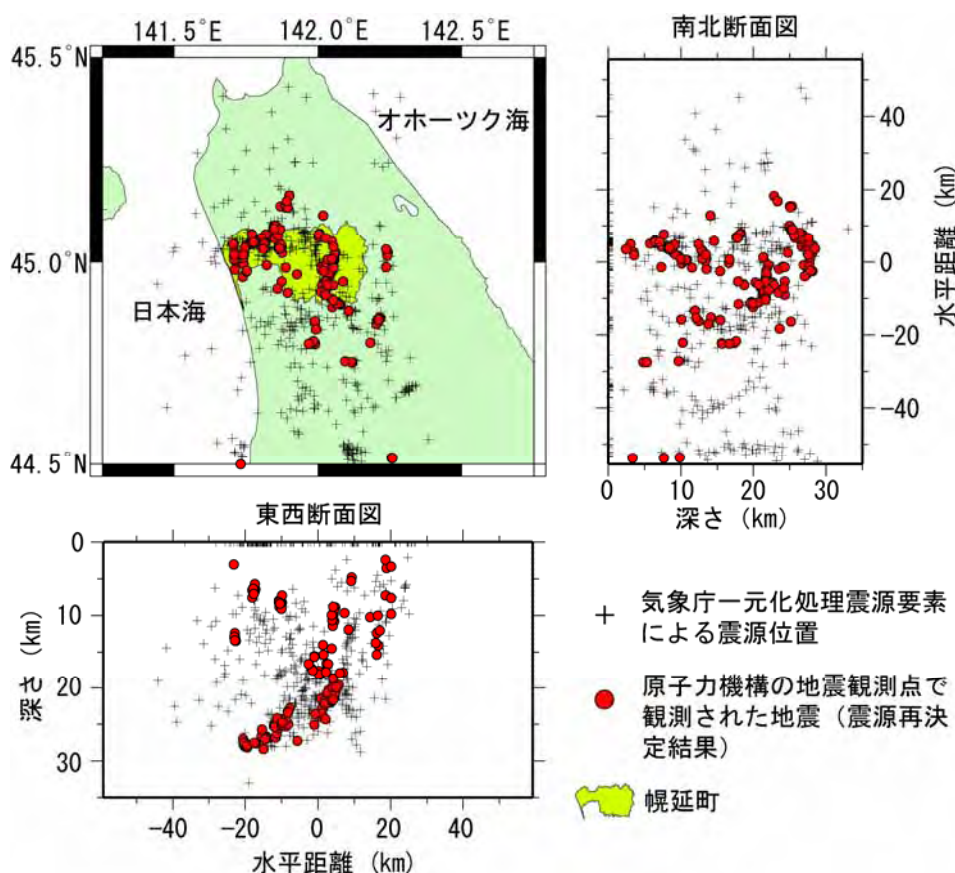 141.5°E 142.0°E 142.5°E
45.5°N
45.0°N
44.5°N
オホーツク海
日本海
南北断面図
40
20
0
−20
−40
水平距離 (km)
0 10 20 30
深さ (km)
東西断面図
0
10
20
30
深さ (km)
−40 −20 0 20 40
水平距離 (km)
気象庁一元化処理震源要素
による震源位置
原子力機構の地震観測点で
観測された地震（震源再決
定結果）
幌延町